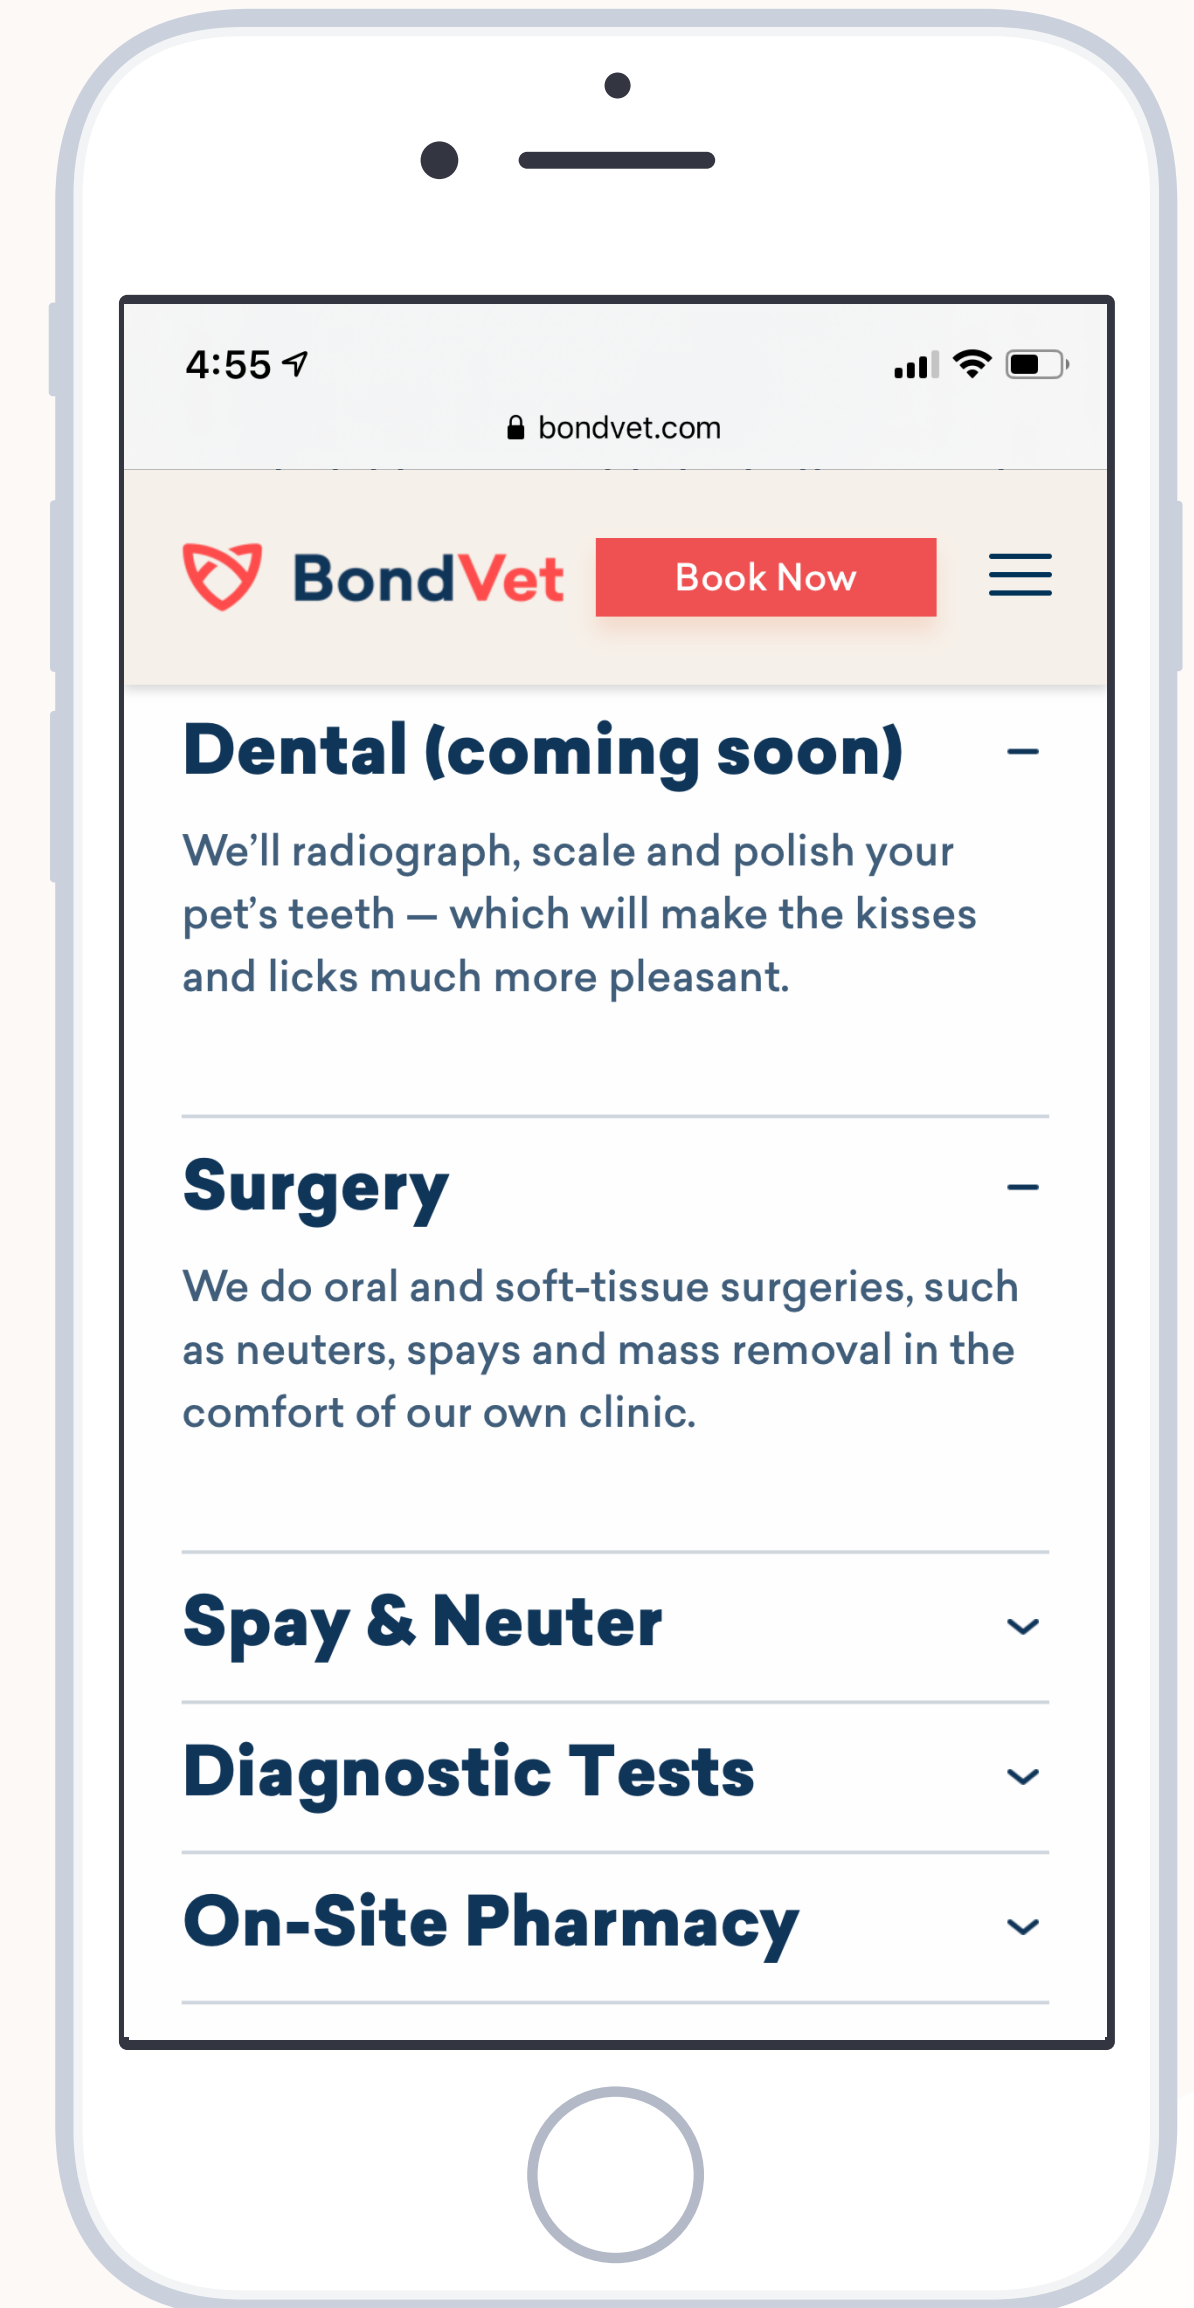 4:55
bondvet.com
BondVet
Book Now
Dental (coming soon)
We’ll radiograph, scale and polish your
pet’s teeth — which will make the kisses
and licks much more pleasant.
Surgery
We do oral and soft-tissue surgeries, such
as neuters, spays and mass removal in the
comfort of our own clinic.
Spay & Neuter
Diagnostic Tests
On-Site Pharmacy